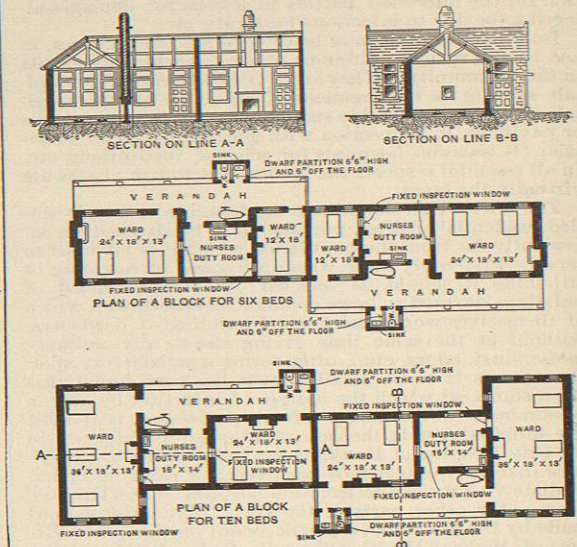 SECTION ON LINE A-A
SECTION ON LINE B-B
SINK
DWARF PARTITION 6'6" HIGH
AND 6" OFF THE FLOOR
W C
VERANDAH
FIXED INSPECTION WINDOW
WARD
24' X 18' X 13'
SINK
NURSES
DUTY ROOM
WARD
12' X 18'
WARD
12' X 18'
NURSES
DUTY ROOM
SINK
WARD
24' X 18' X 13'
FIXED INSPECTION WINDOW
VERANDAH
PLAN OF A BLOCK FOR SIX BEDS
DWARF PARTITION 6'6" HIGH
AND 6" OFF THE FLOOR
W C
SINK
SINK
DWARF PARTITION 6'6" HIGH
AND 6" OFF THE FLOOR
W C
VERANDAH
FIXED INSPECTION WINDOW
B
WARD
36' X 18' X 13'
A
NURSES
DUTY ROOM
16' X 14'
WARD
24' X 18' X 13'
FIXED INSPECTION
WINDOW
A
WARD
24' X 18' X 13'
NURSES
DUTY ROOM
16' X 14'
WARD
36' X 18' X 13'
FIXED INSPECTION WINDOW
PLAN OF A BLOCK
FOR TEN BEDS
FIXED INSPECTION WINDOW
SINK
W C
DWARF PARTITION 6'6" HIGH
AND 6" OFF THE FLOOR
B